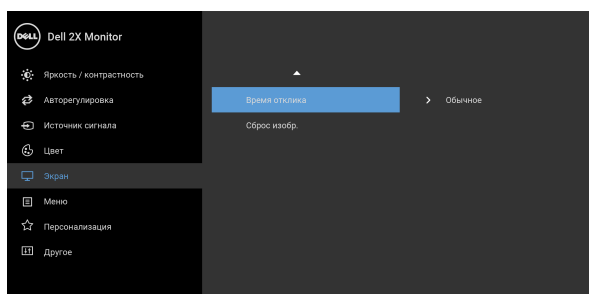 DELL
Dell 2X Monitor
Яркость / контрастность
Авторегулировка
Источник сигнала
Цвет
Экран
Меню
Персонализация
Другое
Время отклика
Обычное
Сброс изобр.